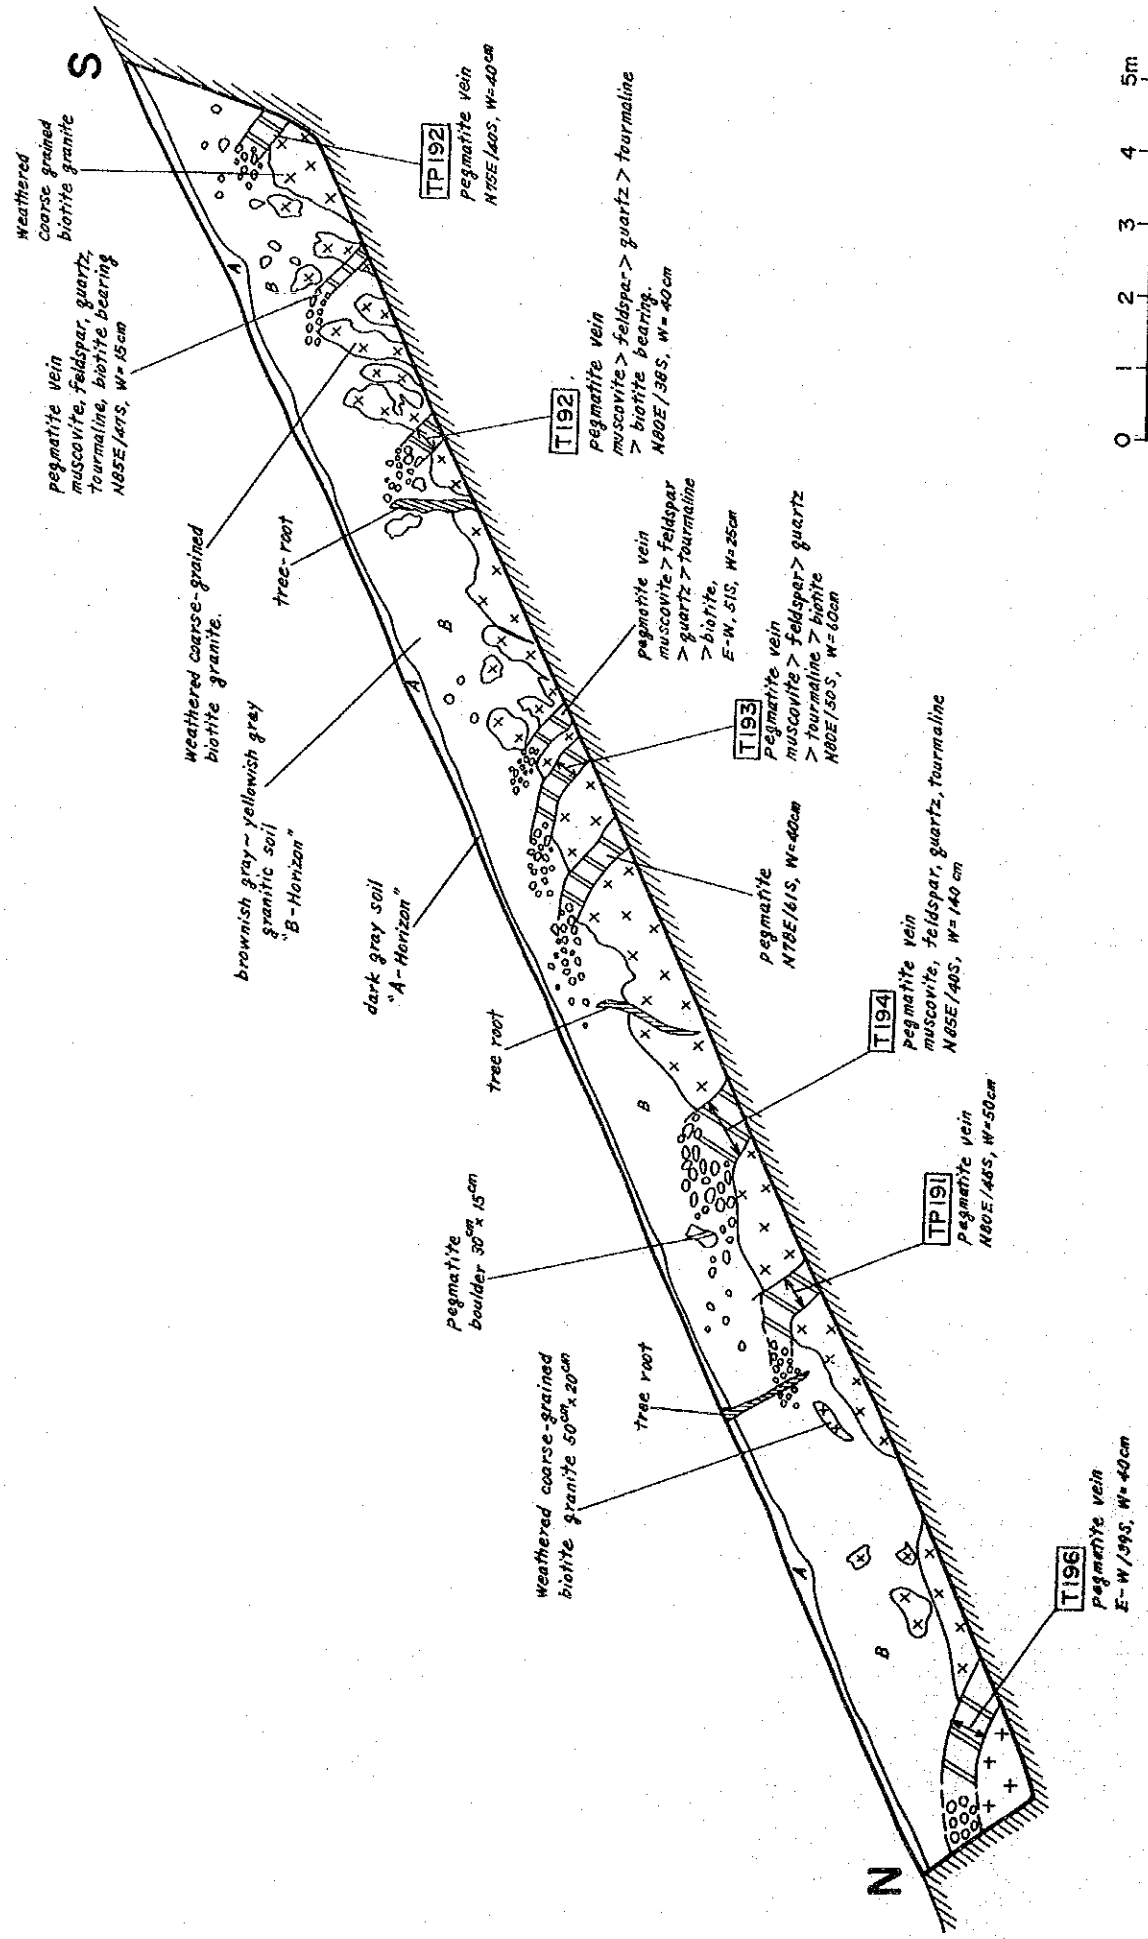 S
weathered
coarse grained
biotite granite
pegmatite vein
muscovite, feldspar, quartz,
tourmaline, biotite bearing
N85E/47S, W=15cm
TP192
pegmatite vein
N75E/40S, W=40cm
A
B
weathered coarse-grained
biotite granite.
tree-root
T192
pegmatite vein
muscovite > feldspar > quartz > tourmaline
> biotite bearing.
N80E/38S, W=40cm
brownish gray ~ yellowish gray
granitic soil
"B-Horizon"
B
A
pegmatite vein
muscovite > feldspar
> quartz > tourmaline
> biotite,
E-W, 51S, W=25cm
T193
pegmatite vein
muscovite > feldspar > quartz
> tourmaline > biotite
N80E/50S, W=60cm
dark gray soil
"A-Horizon"
pegmatite
N78E/61S, W=40cm
tree root
B
T194
pegmatite vein
muscovite, feldspar, quartz, tourmaline
N85E/40S, W=140 cm
pegmatite
boulder 30cm x 15cm
TP191
pegmatite vein
N80E/45S, W=50cm
tree root
weathered coarse-grained
biotite granite 50cm x 20cm
A
B
T196
pegmatite vein
E-W/39S, W=40cm
N
0 1 2 3 4 5m